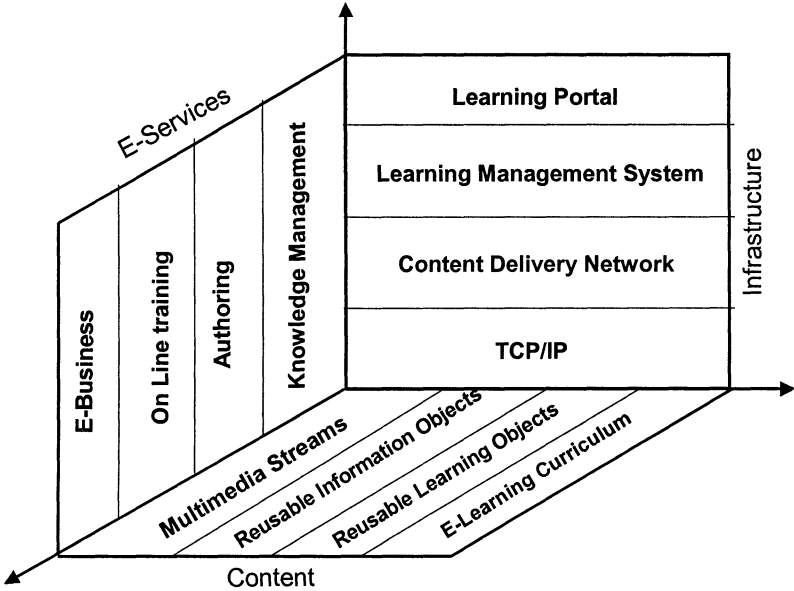 E-Services
E-Business
On Line training
Authoring
Knowledge Management
Learning Portal
Learning Management System
Content Delivery Network
TCP/IP
Infrastructure
Multimedia Streams
Reusable Information Objects
Reusable Learning Objects
E-Learning Curriculum
Content